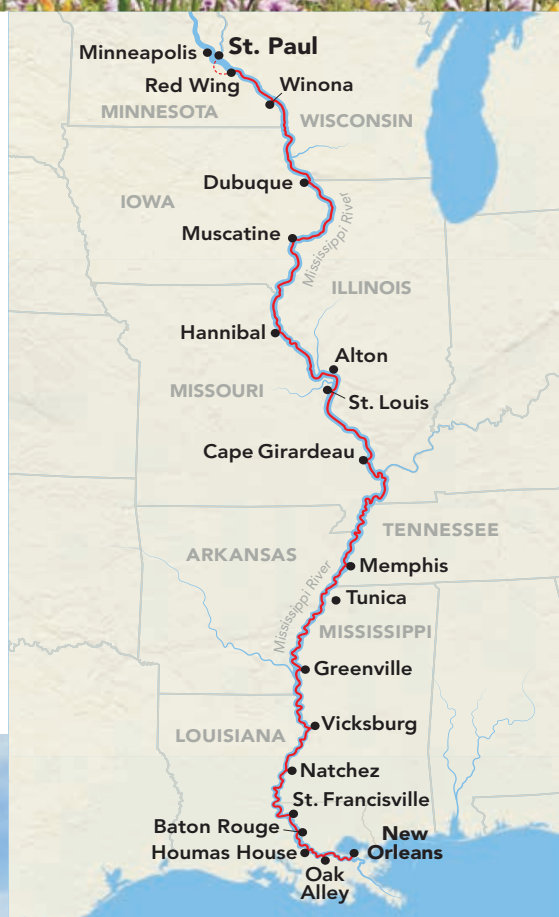 Minneapolis
St. Paul
Red Wing
Winona
MINNESOTA
WISCONSIN
Dubuque
IOWA
Mississippi River
Muscatine
ILLINOIS
Hannibal
Alton
MISSOURI
St. Louis
Cape Girardeau
TENNESSEE
ARKANSAS
Memphis
Mississippi River
Tunica
MISSISSIPPI
Greenville
LOUISIANA
Vicksburg
Natchez
St. Francisville
Baton Rouge
New
Orleans
Houmas House
Oak
Alley